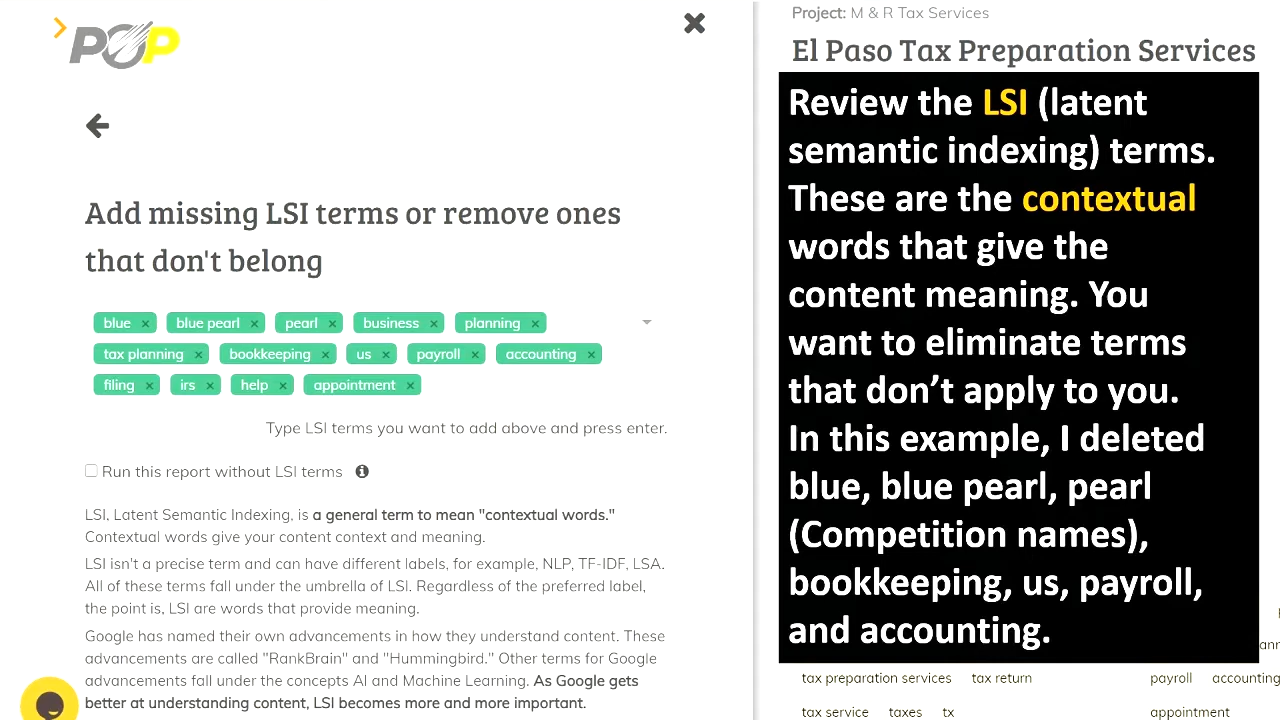 POP
Add missing LSI terms or remove ones
that don't belong
blue × blue pearl × pearl × business × planning ×
tax planning × bookkeeping × us × payroll × accounting ×
filing × irs × help × appointment ×
Type LSI terms you want to add above and press enter.
Run this report without LSI terms
LSI, Latent Semantic Indexing, is a general term to mean "contextual words."
Contextual words give your content context and meaning.
LSI isn't a precise term and can have different labels, for example, NLP, TF-IDF, LSA.
All of these terms fall under the umbrella of LSI. Regardless of the preferred label,
the point is, LSI are words that provide meaning.
Google has named their own advancements in how they understand content. These
advancements are called "RankBrain" and "Hummingbird." Other terms for Google
advancements fall under the concepts AI and Machine Learning. As Google gets
better at understanding content, LSI becomes more and more important.
Project: M & R Tax Services
El Paso Tax Preparation Services
Review the LSI (latent
semantic indexing) terms.
These are the contextual
words that give the
content meaning. You
want to eliminate terms
that don’t apply to you.
In this example, I deleted
blue, blue pearl, pearl
(Competition names),
bookkeeping, us, payroll,
and accounting.
tax preparation services tax return payroll accounting
tax service taxes tx appointment